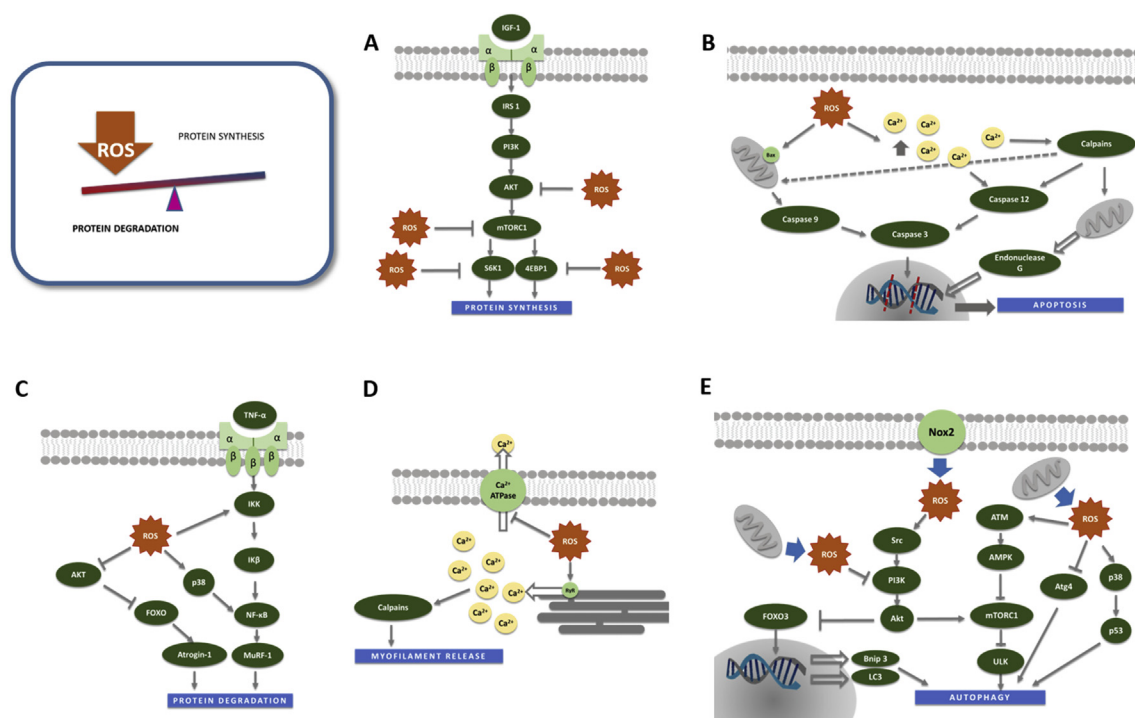 PROTEIN SYNTHESIS
ROS
PROTEIN DEGRADATION
A
IGF-1
α α
β β
IRS 1
PI3K
AKT
ROS
ROS
mTORC1
ROS
S6K1
4EBP1
ROS
PROTEIN SYNTHESIS
B
ROS
Ca²⁺
Ca²⁺
Ca²⁺
Ca²⁺
Ca²⁺
Calpains
Bax
Caspase 9
Caspase 12
Caspase 3
Endonuclease
G
APOPTOSIS
C
TNF-α
α α
β β β
IKK
ROS
IKβ
AKT
p38
FOXO
NF-κB
Atrogin-1
MuRF-1
PROTEIN DEGRADATION
D
Ca²⁺
Ca²⁺
ATPase
ROS
Ca²⁺
Ca²⁺
Ca²⁺
Ca²⁺
Ca²⁺
Ca²⁺
Ca²⁺
Ca²⁺
RyR
Calpains
MYOFILAMENT RELEASE
E
Nox2
ROS
ROS
ROS
Src
ATM
PI3K
AMPK
Atg4
p38
FOXO3
Akt
mTORC1
p53
Bnip 3
LC3
ULK
AUTOPHAGY